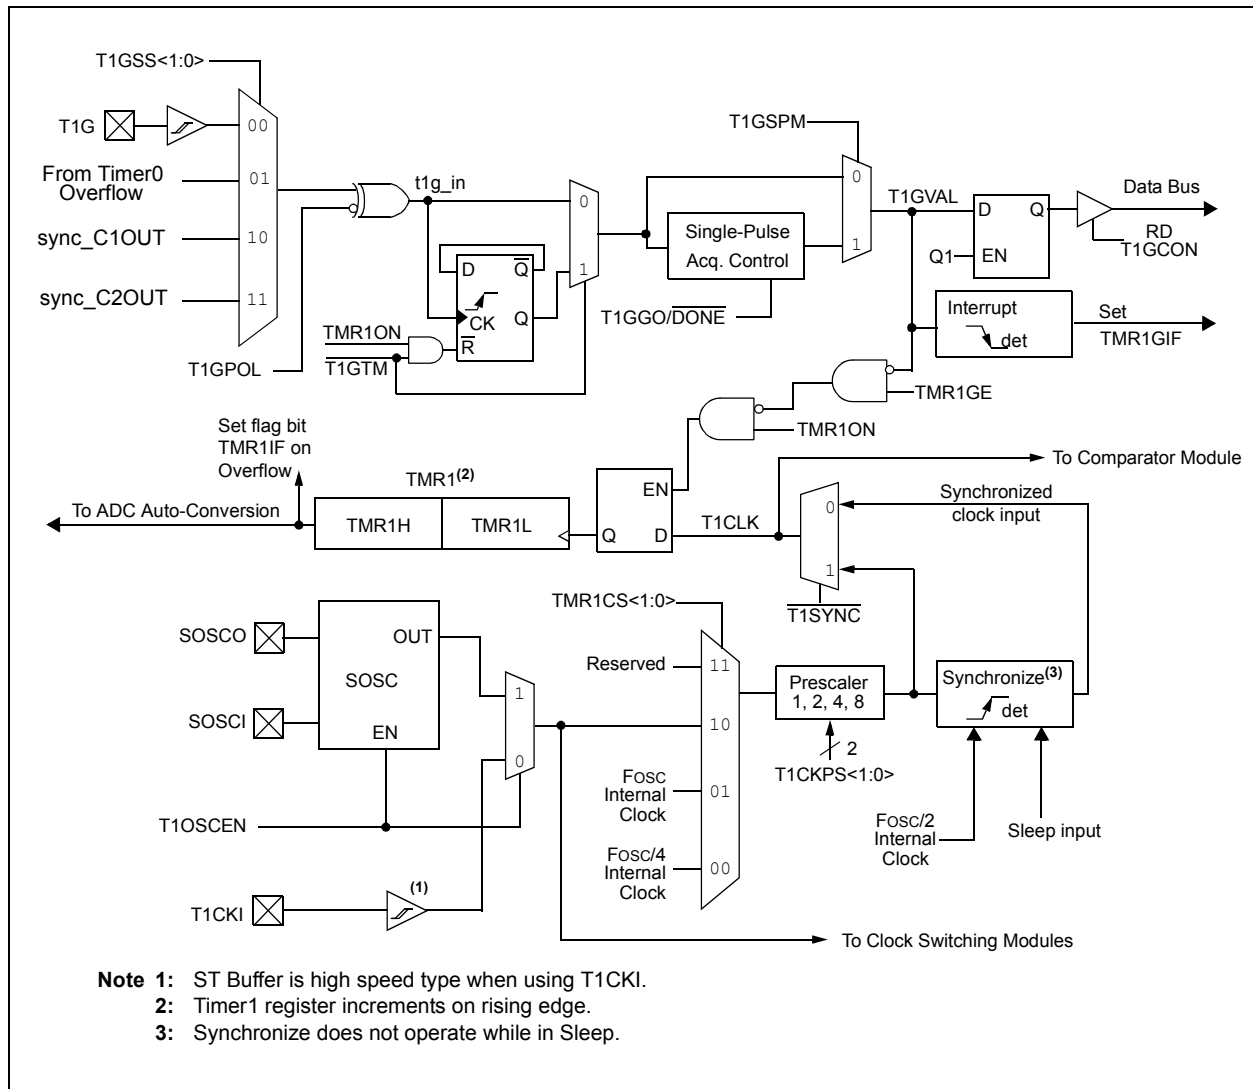 T1GSS<1:0>
T1G
00
T1GSPM
From Timer0
Overflow
01
t1g_in
0
0
T1GVAL
D
Q
Data Bus
sync_C1OUT
10
Single-Pulse
Acq. Control
1
RD
T1GCON
Q1
EN
D
Q
1
sync_C2OUT
11
CK
Q
T1GGO/DONE
Interrupt
det
Set
TMR1GIF
TMR1ON
R
T1GTM
T1GPOL
TMR1GE
Set flag bit
TMR1IF on
Overflow
TMR1ON
To Comparator Module
TMR1(2)
EN
Synchronized
clock input
To ADC Auto-Conversion
TMR1H
TMR1L
Q
D
T1CLK
0
1
T1SYNC
TMR1CS<1:0>
SOSCO
OUT
Reserved
11
SOSC
Prescaler
1, 2, 4, 8
Synchronize(3)
det
1
SOSCI
EN
10
2
T1CKPS<1:0>
0
FOSC
Internal
Clock
01
T1OSCEN
FOSC/2
Internal
Clock
Sleep input
FOSC/4
Internal
Clock
00
(1)
T1CKI
To Clock Switching Modules
Note 1: ST Buffer is high speed type when using T1CKI.
2: Timer1 register increments on rising edge.
3: Synchronize does not operate while in Sleep.